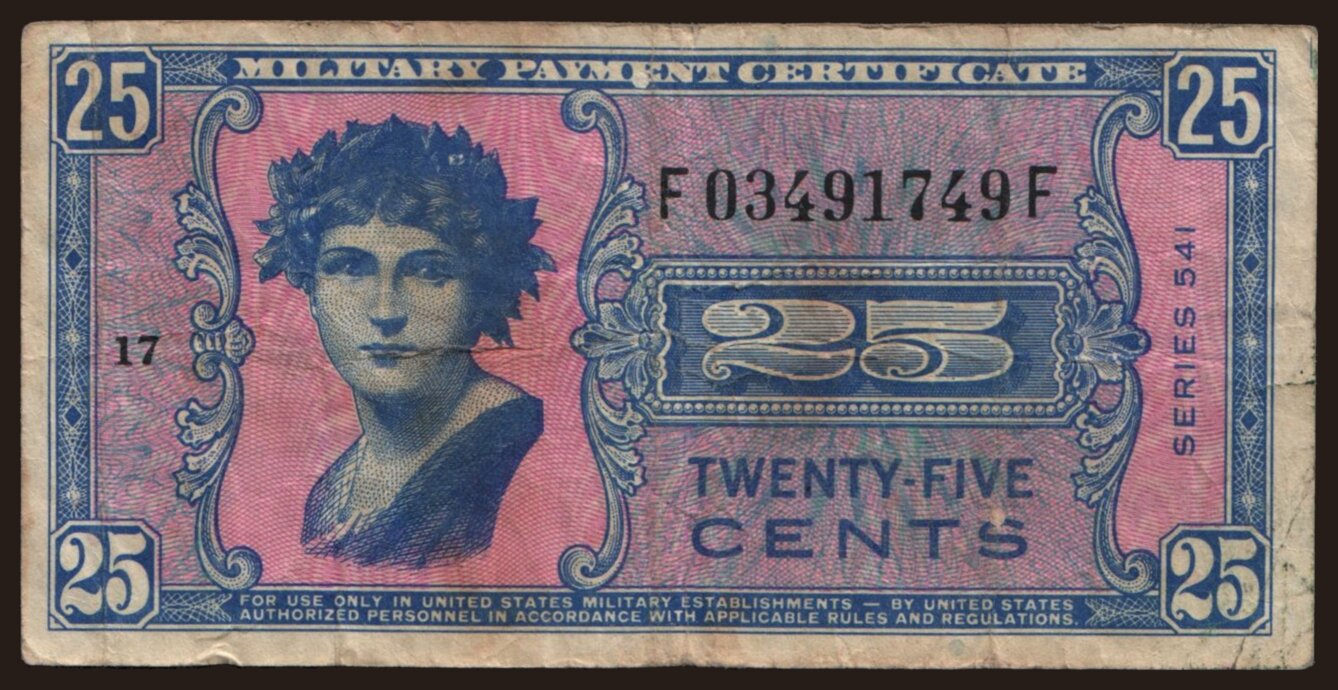 25 MILITARY PAYMENT CERTIFICATE 25
F03491749F
SERIES 541
25
17
TWENTY-FIVE
CENTS
25 25
FOR USE ONLY IN UNITED STATES MILITARY ESTABLISHMENTS — BY UNITED STATES
AUTHORIZED PERSONNEL IN ACCORDANCE WITH APPLICABLE RULES AND REGULATIONS.